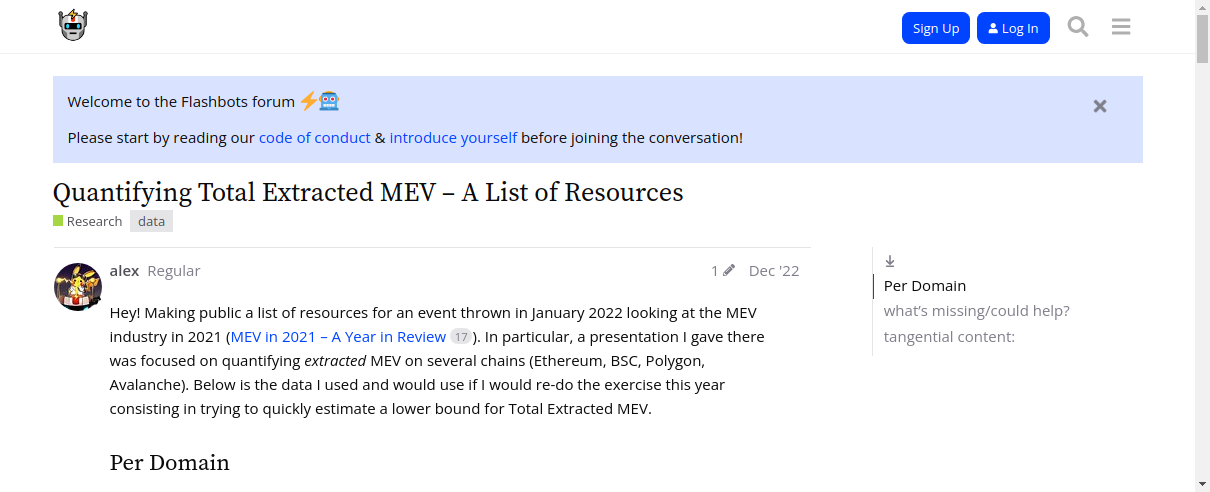 Sign Up
Log In
Welcome to the Flashbots forum
Please start by reading our code of conduct & introduce yourself before joining the conversation!
Quantifying Total Extracted MEV – A List of Resources
Research data
alex Regular 1 Dec '22
Hey! Making public a list of resources for an event thrown in January 2022 looking at the MEV
industry in 2021 (MEV in 2021 – A Year in Review 17). In particular, a presentation I gave there
was focused on quantifying extracted MEV on several chains (Ethereum, BSC, Polygon,
Avalanche). Below is the data I used and would use if I would re-do the exercise this year
consisting in trying to quickly estimate a lower bound for Total Extracted MEV.
Per Domain
Per Domain
what's missing/could help?
tangential content: